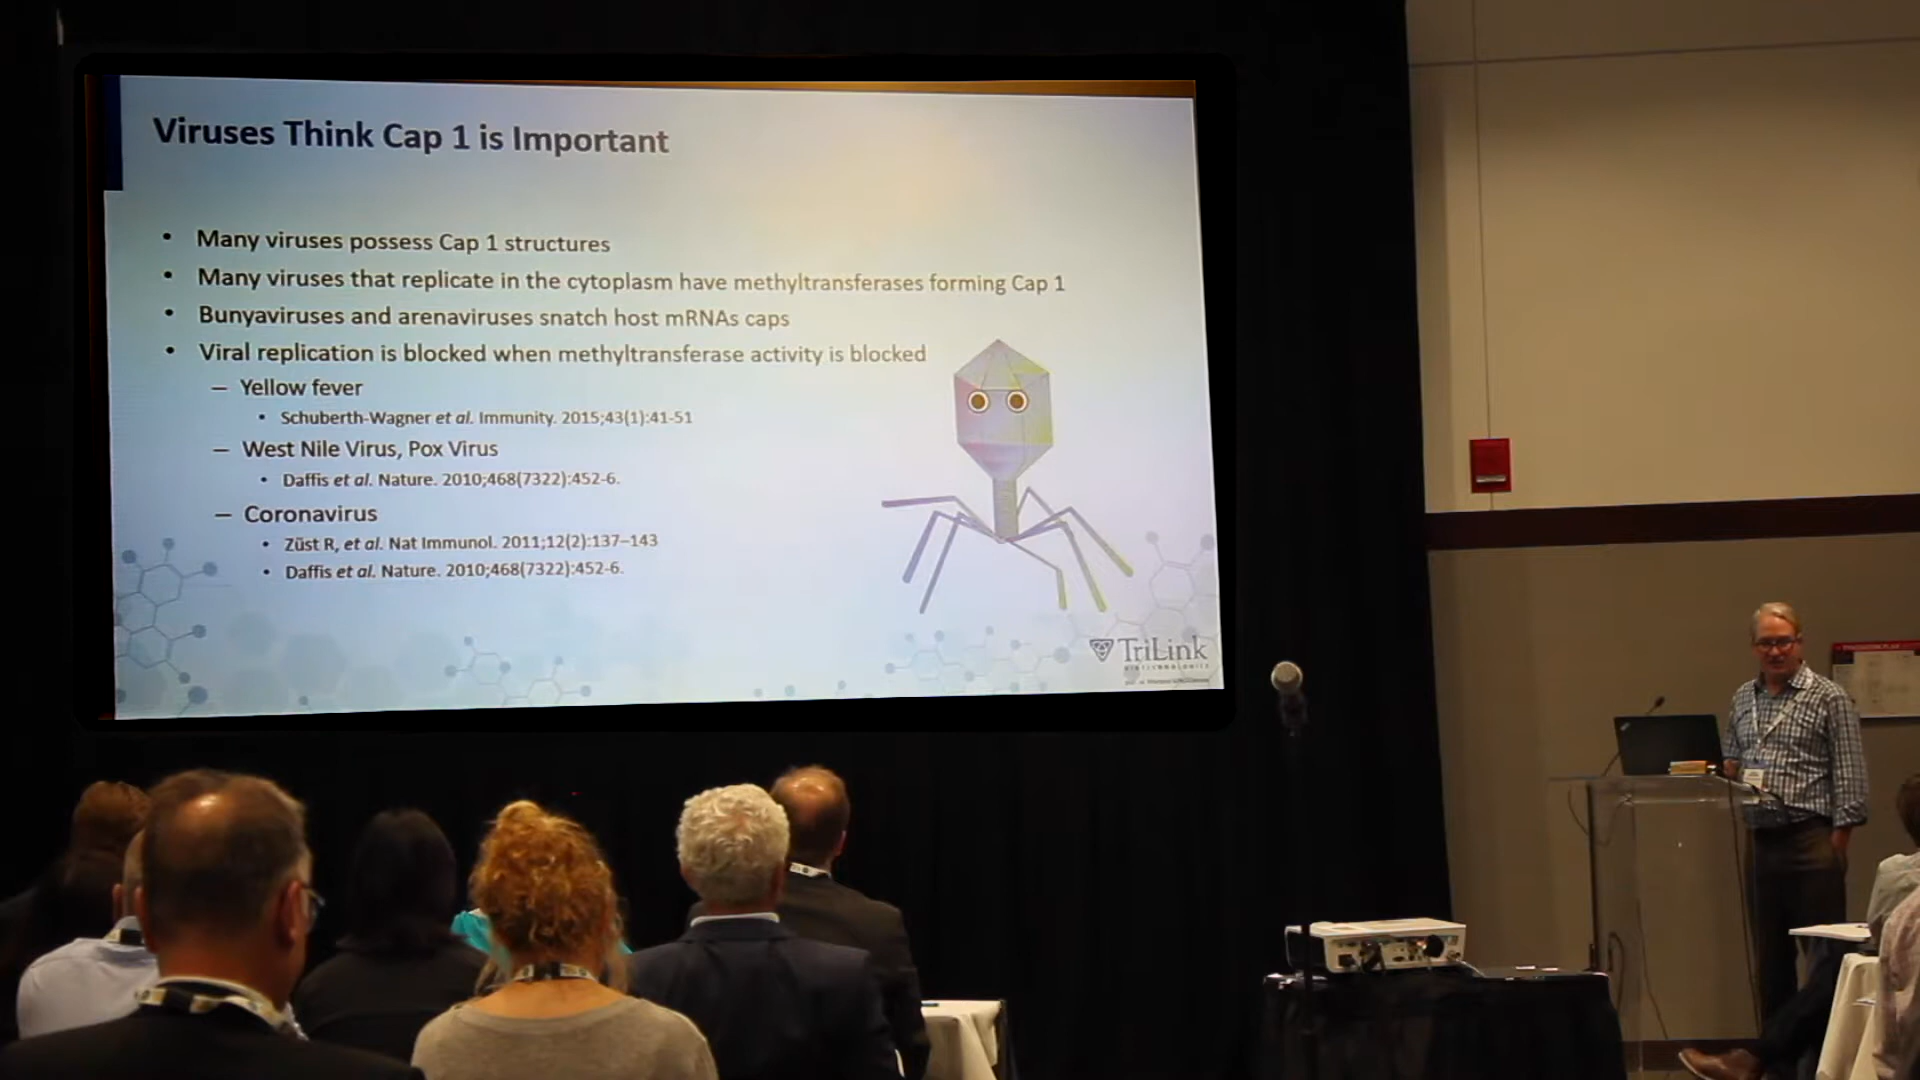 Viruses Think Cap 1 is Important
• Many viruses possess Cap 1 structures
• Many viruses that replicate in the cytoplasm have methyltransferases forming Cap 1
• Bunyaviruses and arenaviruses snatch host mRNAs caps
• Viral replication is blocked when methyltransferase activity is blocked
– Yellow fever
• Schuberth-Wagner et al. Immunity. 2015;43(1):41-51
– West Nile Virus, Pox Virus
• Daffis et al. Nature. 2010;468(7322):452-6.
– Coronavirus
• Züst R, et al. Nat Immunol. 2011;12(2):137–143
• Daffis et al. Nature. 2010;468(7322):452-6.
TriLink
BIOTECHNOLOGIES